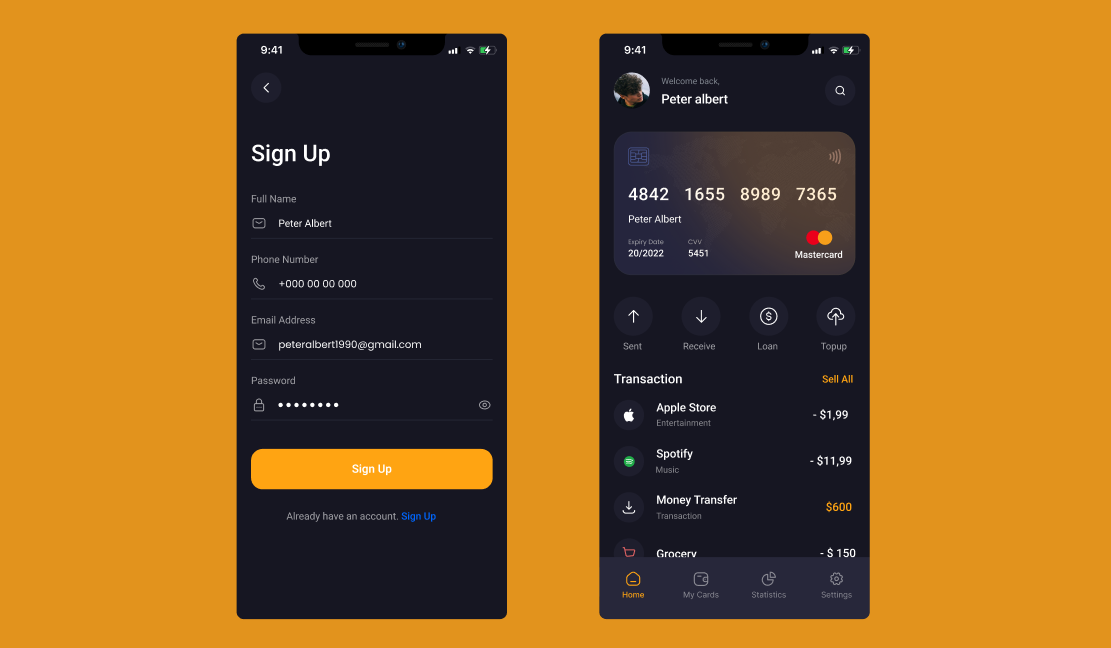 9:41
Sign Up
Full Name
Peter Albert
Phone Number
+000 00 00 000
Email Address
peteralbert1990@gmail.com
Password
Sign Up
Already have an account. Sign Up
9:41
Welcome back,
Peter albert
4842 1655 8989 7365
Peter Albert
Expiry Date CVV
20/2022 5451
Mastercard
Sent Receive Loan Topup
Transaction Sell All
Apple Store - $1,99
Entertainment
Spotify - $11,99
Music
Money Transfer $600
Transaction
Grocery - $ 150
Home My Cards Statistics Settings